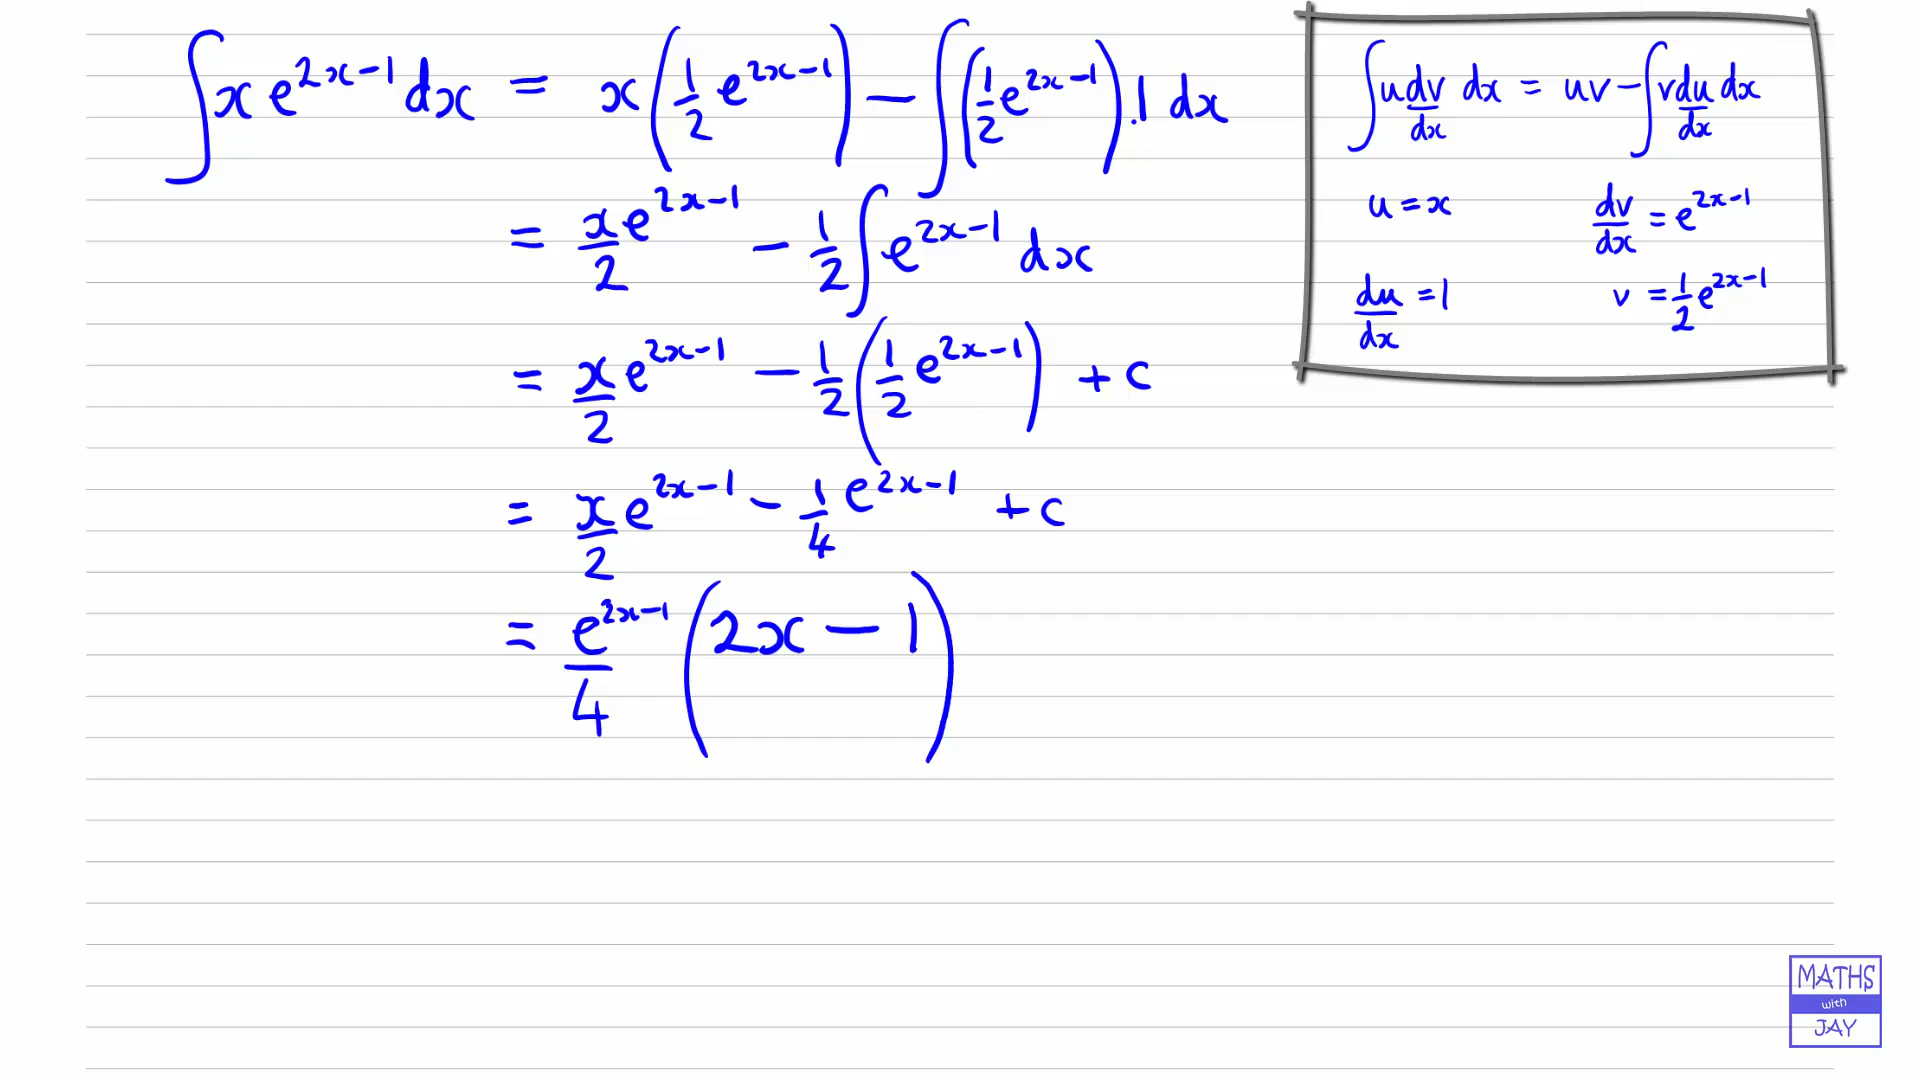 ∫ x e^{2x-1} dx = x(1/2 e^{2x-1}) - ∫(1/2 e^{2x-1}).1 dx
= x/2 e^{2x-1} - 1/2 ∫ e^{2x-1} dx
= x/2 e^{2x-1} - 1/2(1/2 e^{2x-1}) + c
= x/2 e^{2x-1} - 1/4 e^{2x-1} + c
= e^{2x-1}/4 (2x - 1)
∫ u dv/dx dx = uv - ∫ v du/dx dx
u = x dv/dx = e^{2x-1}
du/dx = 1 v = 1/2 e^{2x-1}
MATHS
with
JAY